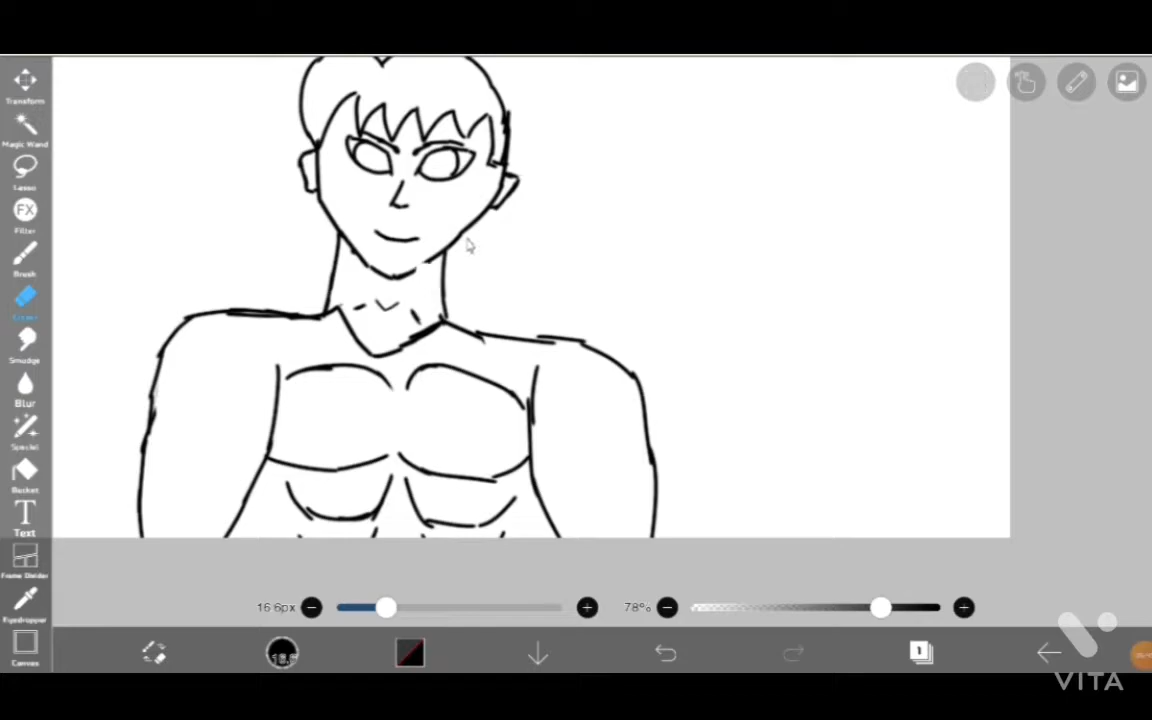 Transform
Magic Wand
Lasso
FX
Filter
Brush
Smudge
Blur
Special
Bucket
T
Text
Frame Divider
Eyedropper
Canvas
16.6px
78%
1
VITA